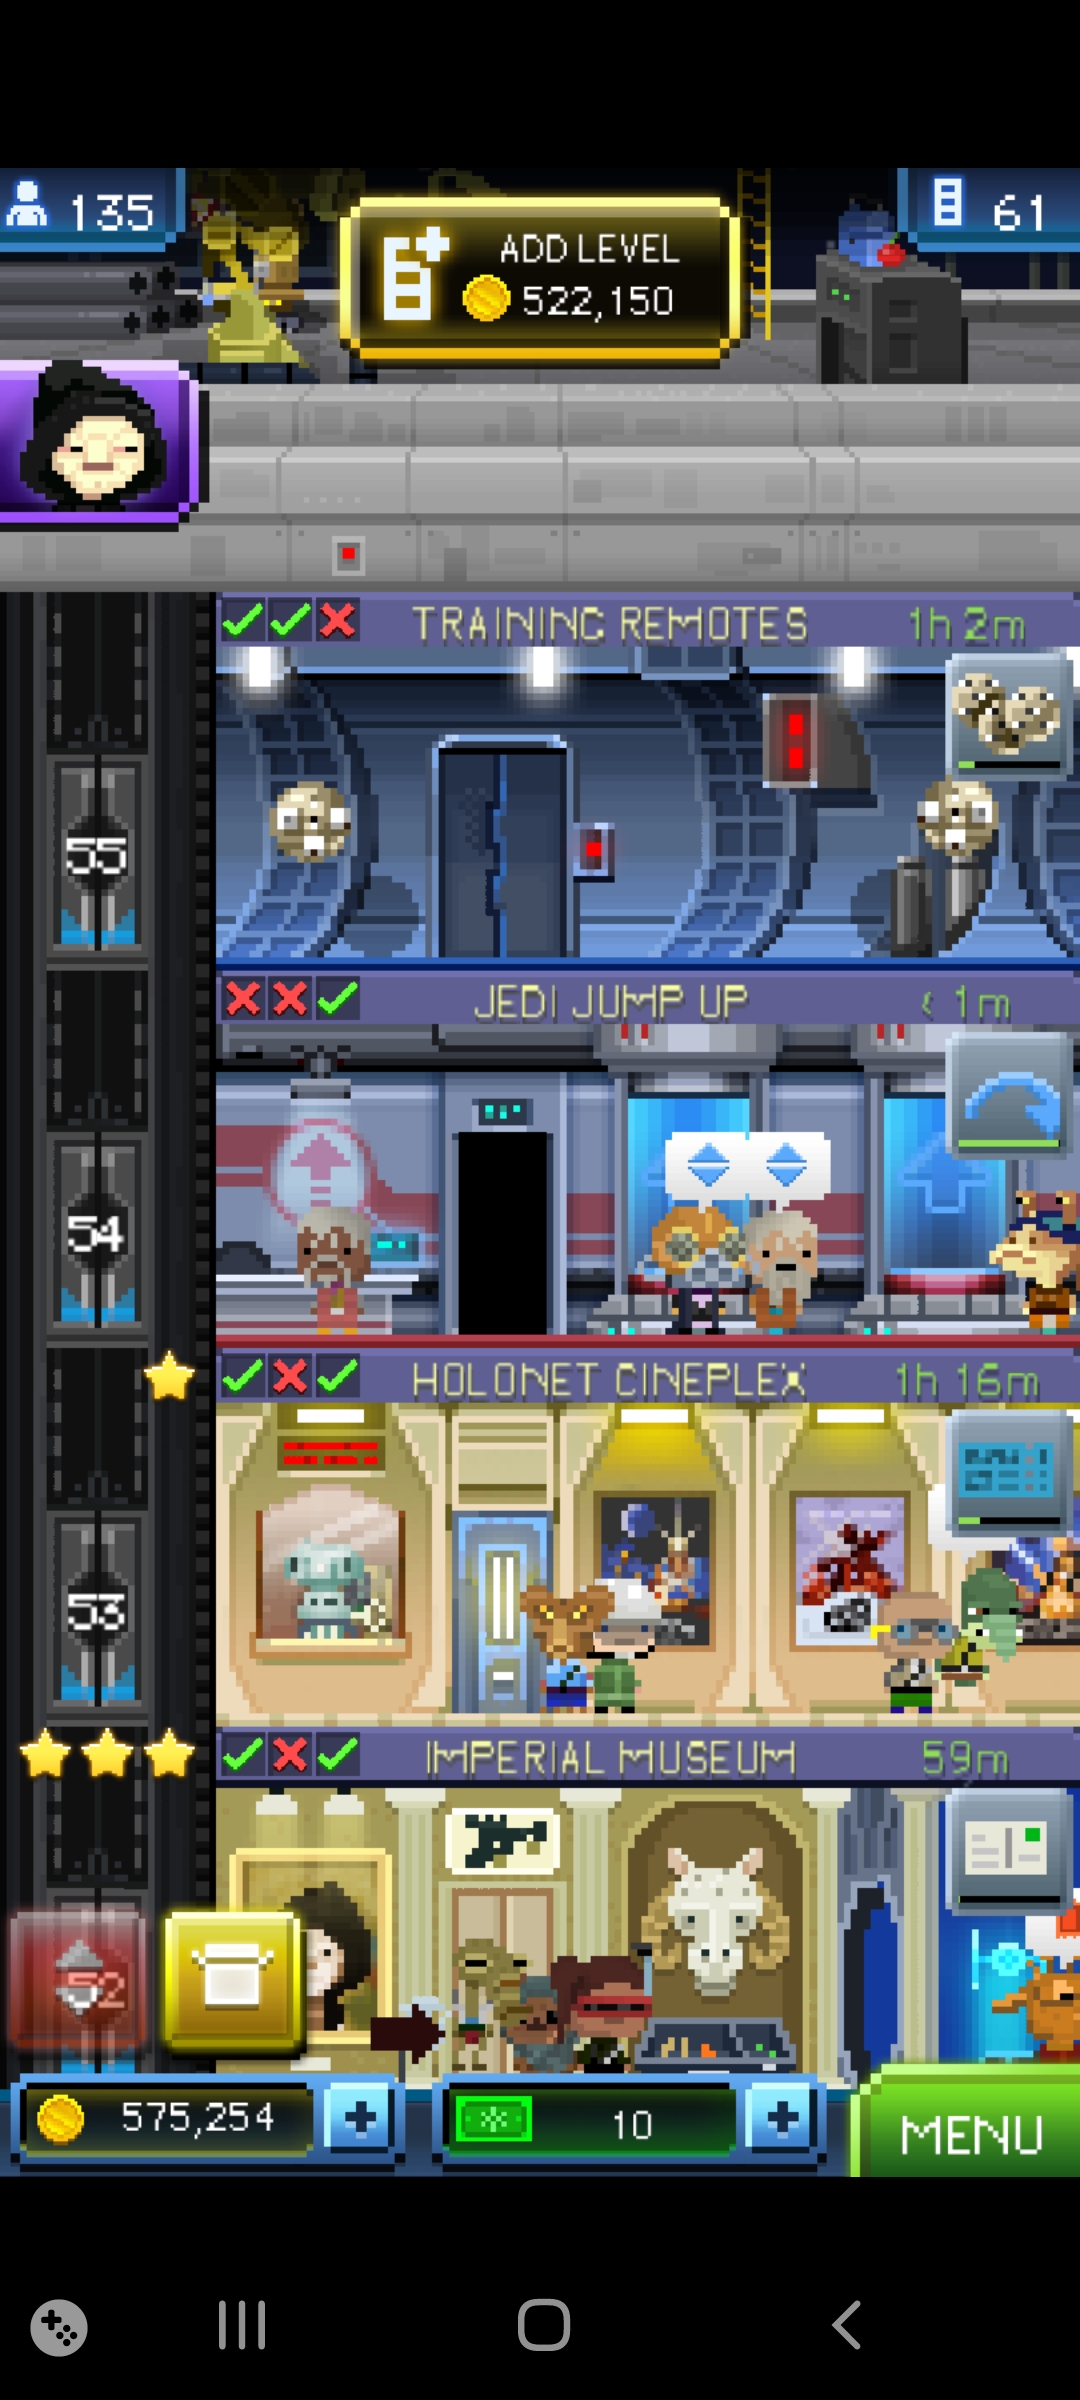 135
ADD LEVEL
522,150
61
TRAINING REMOTES 1h 2m
55
JEDI JUMP UP < 1m
54
HOLONET CINEPLEX 1h 16m
53
IMPERIAL MUSEUM 59m
52
575,254
10
MENU